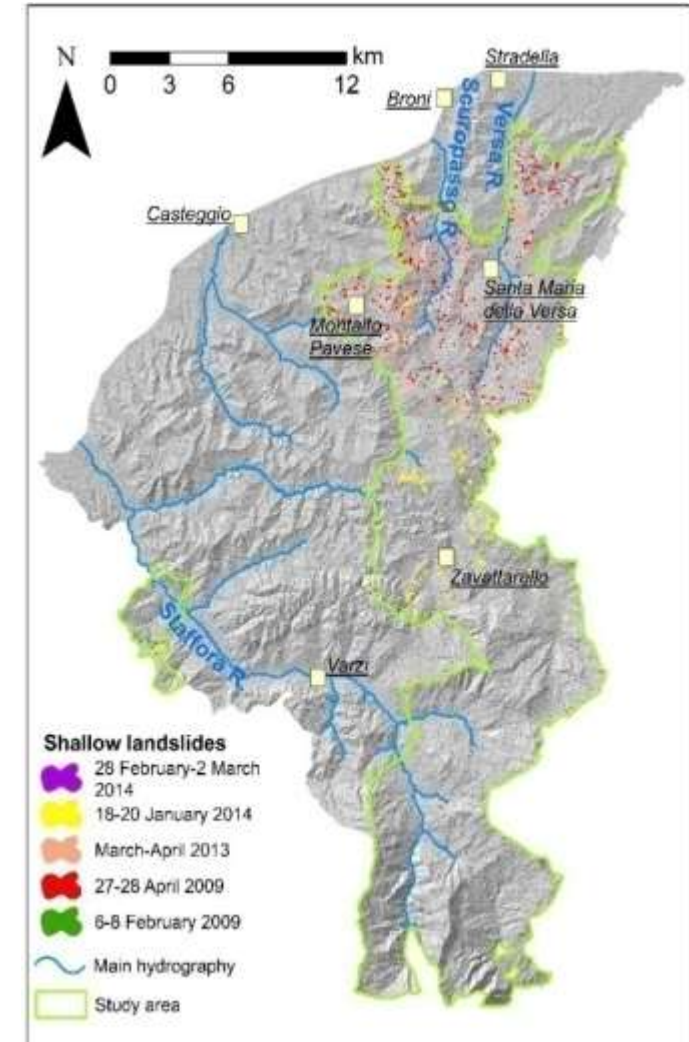 N
km
0 3 6 12
Stradella
Broni
Scuropasso R.
Versa R.
Casteggio
Santa Maria
della Versa
Montalto
Pavese
Zavattarello
Staffora R.
Varzi
Shallow landslides
28 February-2 March
2014
18-20 January 2014
March-April 2013
27-28 April 2009
6-8 February 2009
Main hydrography
Study area